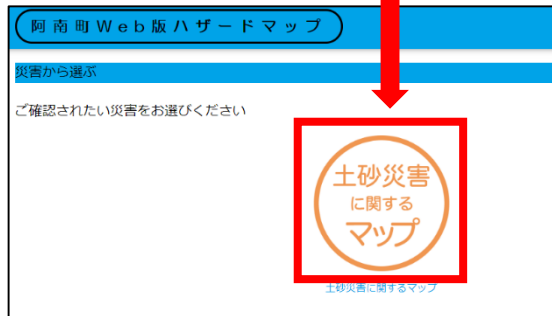 阿南町Web版ハザードマップ
災害から選ぶ
ご確認されたい災害をお選びください
土砂災害
に関する
マップ
土砂災害に関するマップ